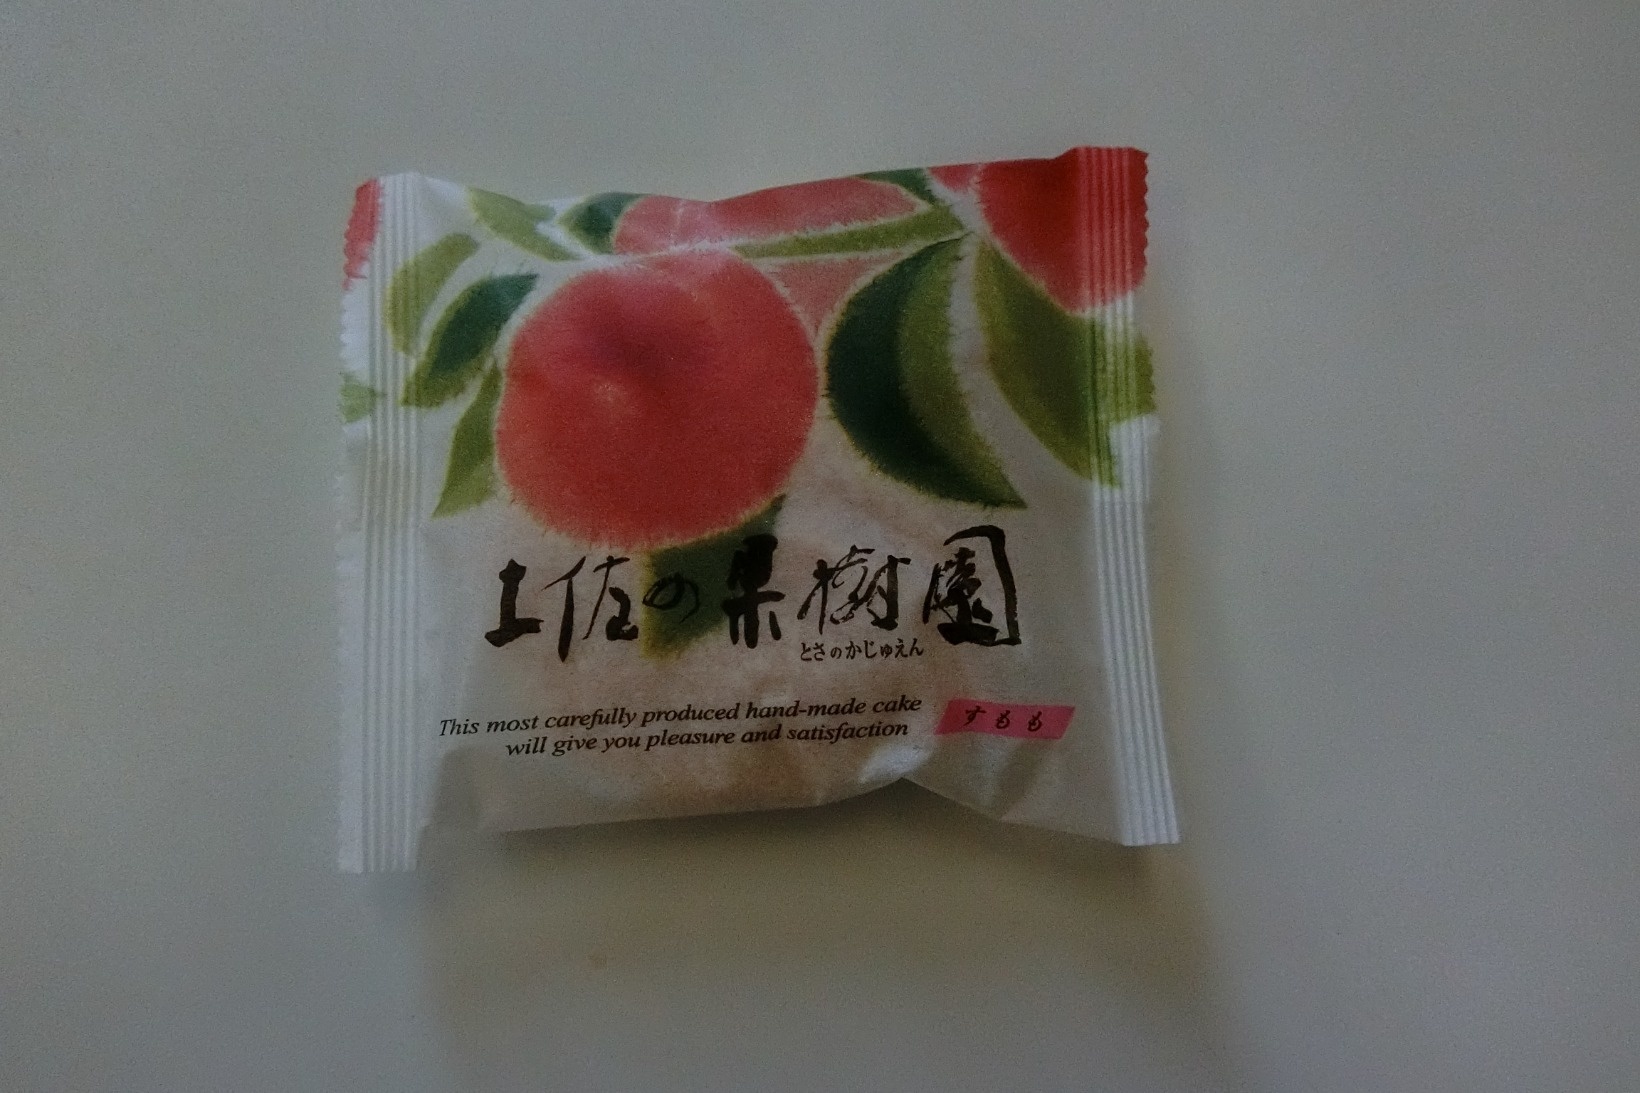 土佐の果樹園
とさのかじゅえん
This most carefully produced hand-made cake
will give you pleasure and satisfaction
すもも